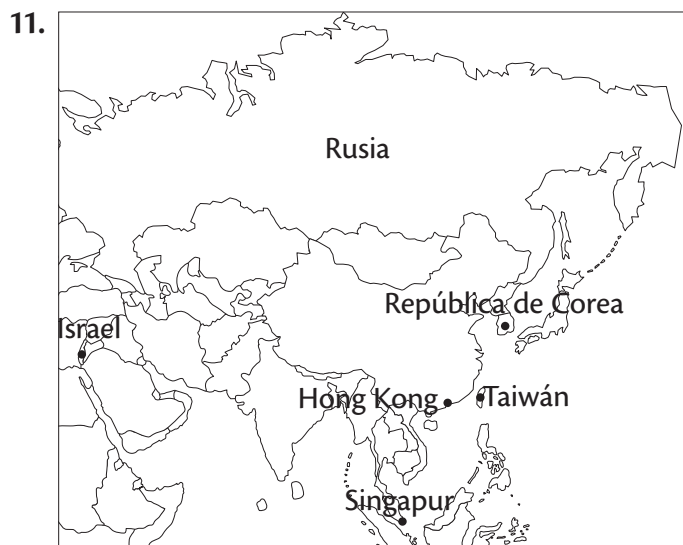 11.
Rusia
República de Corea
Israel
Hong Kong
Taiwán
Singapur